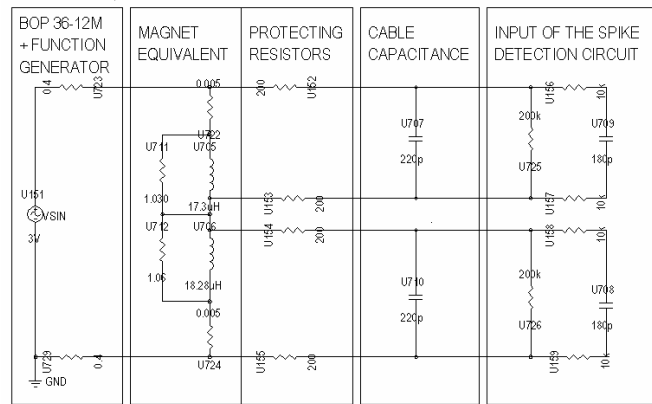 BOP 36-12M
+ FUNCTION
GENERATOR
MAGNET
EQUIVALENT
PROTECTING
RESISTORS
CABLE
CAPACITANCE
INPUT OF THE SPIKE
DETECTION CIRCUIT
0.4
U723
0.005
U722
U711
U705
1.030
17.3uH
U712
U706
1.06
18.28uH
0.005
U724
U151
VSIN
3V
U729
0.4
GND
200
U152
U153
200
U154
200
U155
200
U707
220p
U710
220p
U156
10k
200k
U725
U709
180p
U157
10k
U158
10k
200k
U726
U708
180p
U159
10k